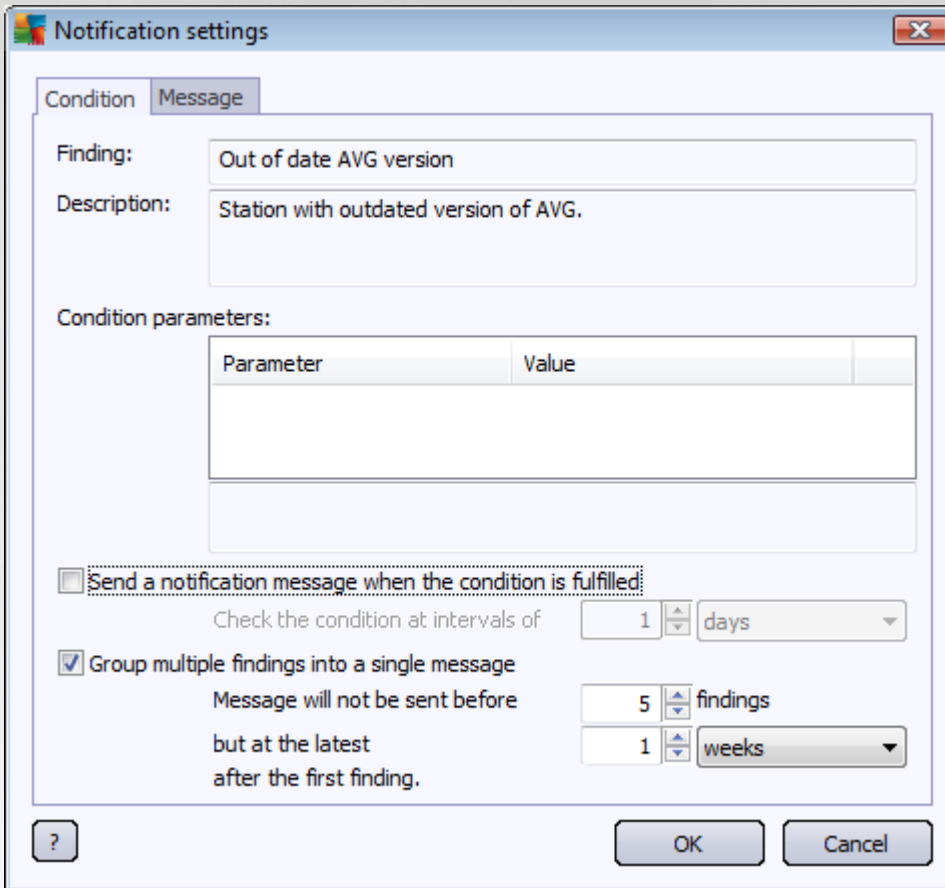 Notification settings
Condition Message
Finding: Out of date AVG version
Description: Station with outdated version of AVG.
Condition parameters:
Parameter Value
Send a notification message when the condition is fulfilled
Check the condition at intervals of 1 days
Group multiple findings into a single message
Message will not be sent before 5 findings
but at the latest 1 weeks
after the first finding.
? OK Cancel